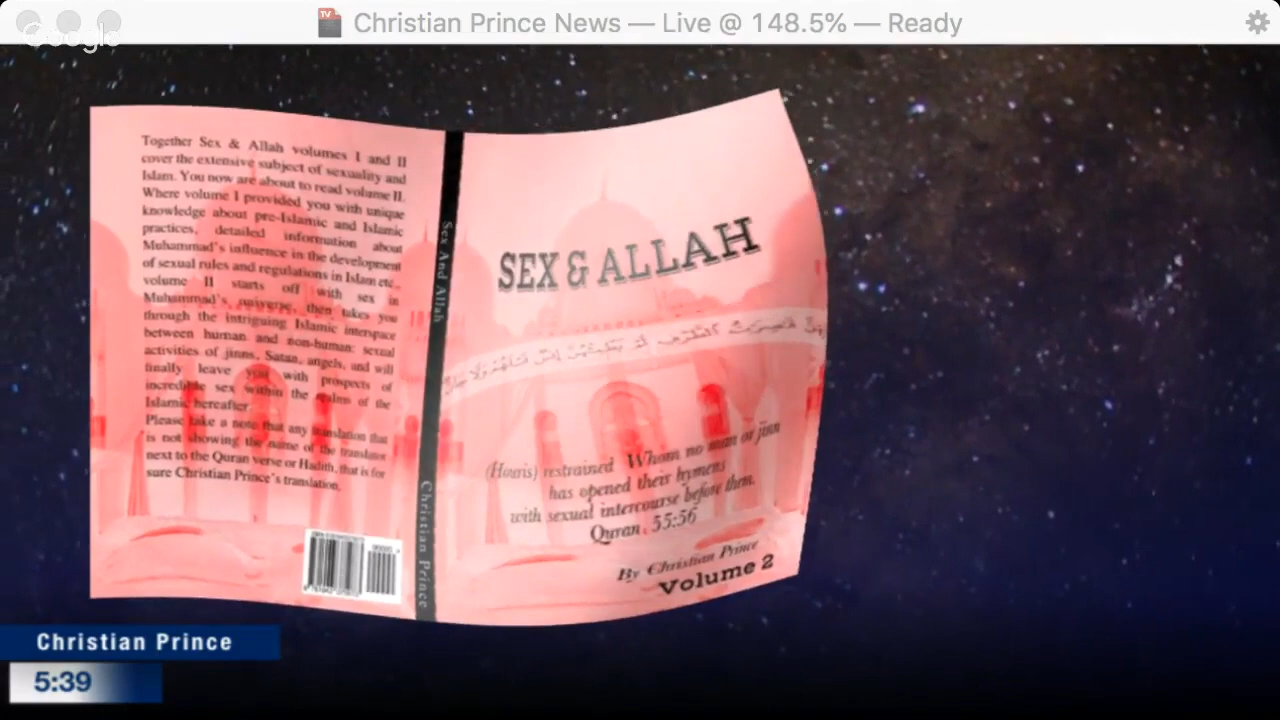 TV
Christian Prince News — Live @ 148.5% — Ready
Google
Together Sex & Allah volumes I and II
cover the extensive subject of sexuality and
Islam. You now are about to read volume II.
Where volume I provided you with unique
knowledge about pre-Islamic and Islamic
practices, detailed information about
Muhammad's influence in the development
of sexual rules and regulations in Islam etc.,
volume II starts off with sex in
Muhammad's universe, then takes you
through the intriguing Islamic interspace
between human and non-human: sexual
activities of jinns, Satan, angels, and will
finally leave you with prospects of
incredible sex within the realms of the
Islamic hereafter.
Please take a note that any translation that
is not showing the name of the translator
next to the Quran verse or Hadith, that is for
sure Christian Prince's translation.
Sex And Allah
Christian Prince
SEX & ALLAH
(Houris) restrained Whom no man or jinn
has opened theis hymens
with sexual intercourse before them.
Quran, 55:56
By Christian Prince
Volume 2
Christian Prince
5:39